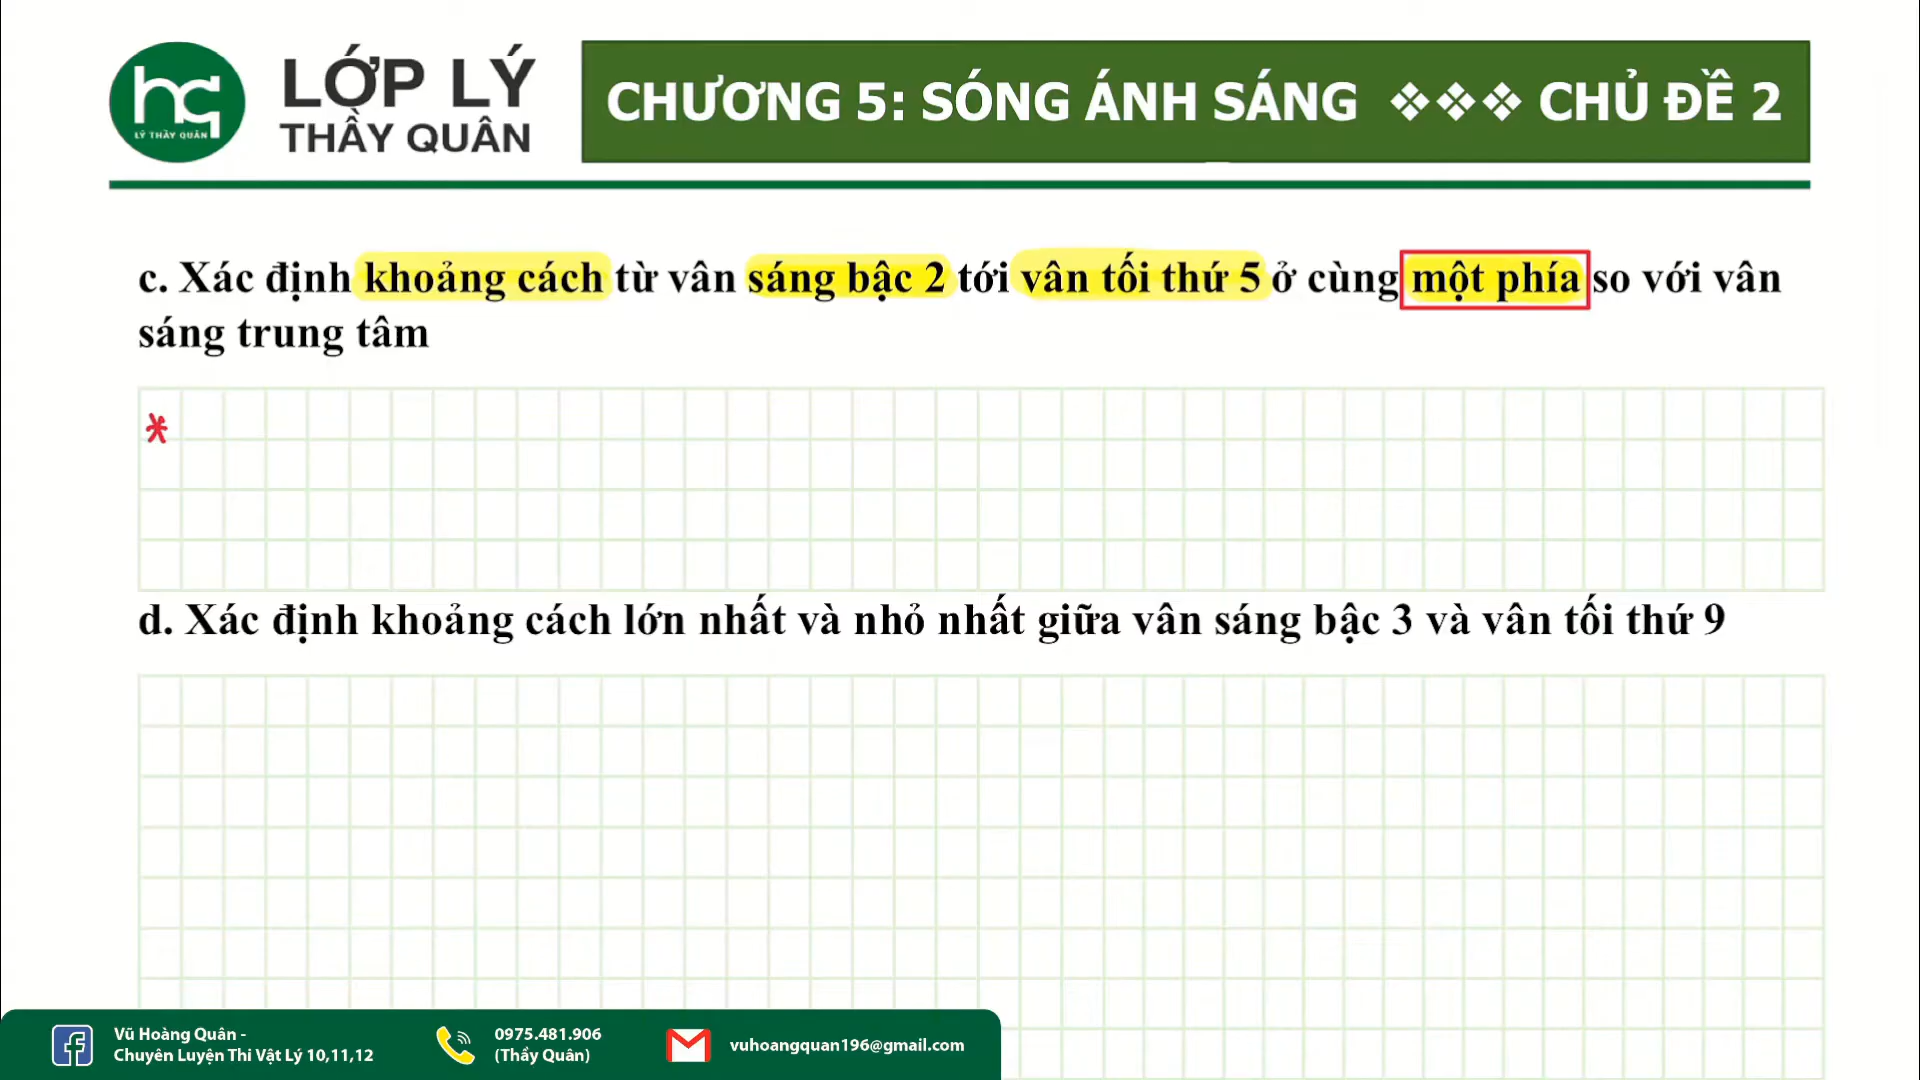 hq
LÝ THẦY QUÂN
LỚP LÝ
THẦY QUÂN
CHƯƠNG 5: SÓNG ÁNH SÁNG ❖❖❖ CHỦ ĐỀ 2
c. Xác định khoảng cách từ vân sáng bậc 2 tới vân tối thứ 5 ở cùng một phía so với vân
sáng trung tâm
*
d. Xác định khoảng cách lớn nhất và nhỏ nhất giữa vân sáng bậc 3 và vân tối thứ 9
Vũ Hoàng Quân -
Chuyên Luyện Thi Vật Lý 10,11,12
0975.481.906
(Thầy Quân)
vuhoangquan196@gmail.com